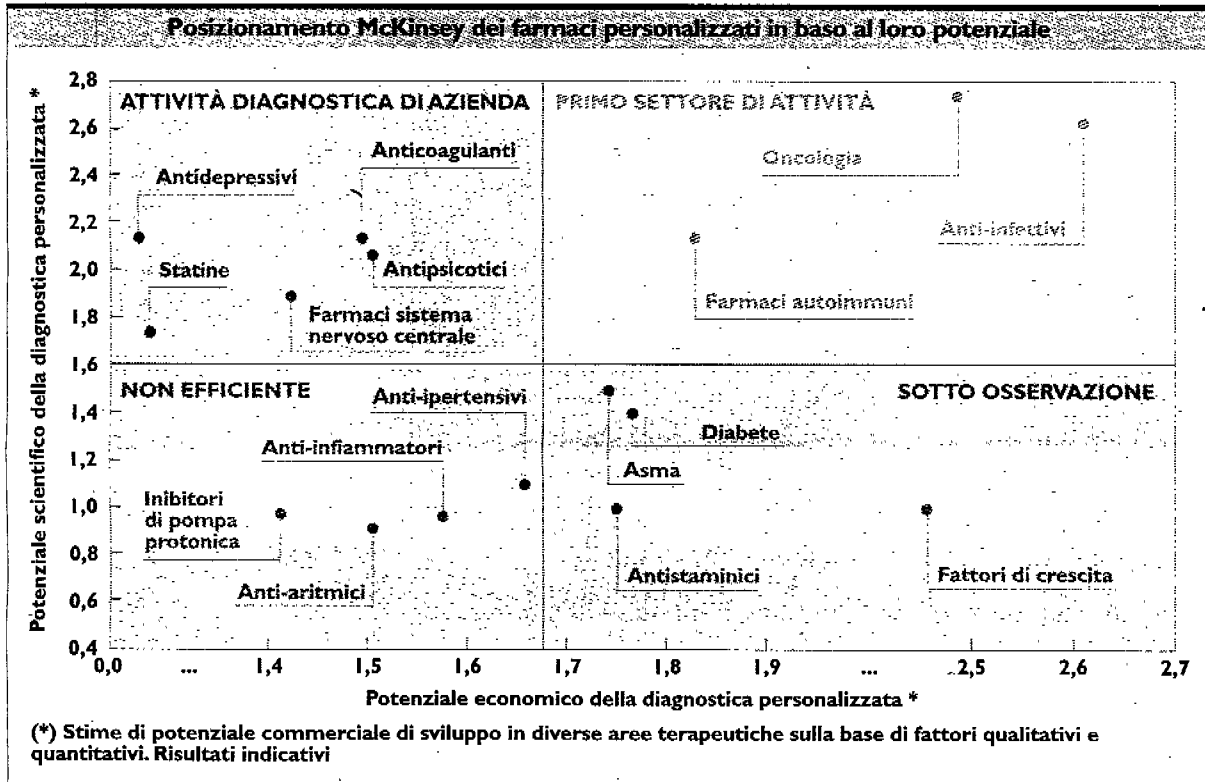 Posizionamento McKinsey dei farmaci personalizzati in base al loro potenziale
Potenziale scientifico della diagnostica personalizzata *
2,8
2,6
2,4
2,2
2,0
1,8
1,6
1,4
1,2
1,0
0,8
0,6
0,4
ATTIVITÀ DIAGNOSTICA DI AZIENDA
Anticoagulanti
Antidepressivi
Statine
Antipsicotici
Farmaci sistema
nervoso centrale
PRIMO SETTORE DI ATTIVITÀ
Oncologia
Anti-infettivi
Farmaci autoimmuni
NON EFFICIENTE
Anti-ipertensivi
Anti-infiammatori
Inibitori
di pompa
protonica
Anti-aritmici
SOTTO OSSERVAZIONE
Diabete
Asma
Antistaminici
Fattori di crescita
0,0 ... 1,4 1,5 1,6 1,7 1,8 1,9 ... 2,5 2,6 2,7
Potenziale economico della diagnostica personalizzata *
(*) Stime di potenziale commerciale di sviluppo in diverse aree terapeutiche sulla base di fattori qualitativi e
quantitativi. Risultati indicativi